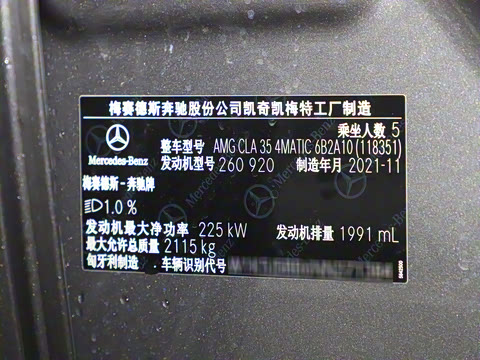 梅赛德斯奔驰股份公司凯奇凯梅特工厂制造
乘坐人数 5
整车型号 AMG CLA 35 4MATIC 6B2A10 (118351)
Mercedes-Benz
发动机型号 260 920 制造年月 2021-11
梅赛德斯-奔驰牌
1.0 %
发动机最大净功率 - 225 kW 发动机排量 1991 mL
最大允许总质量 2115 kg
匈牙利制造 车辆识别代号